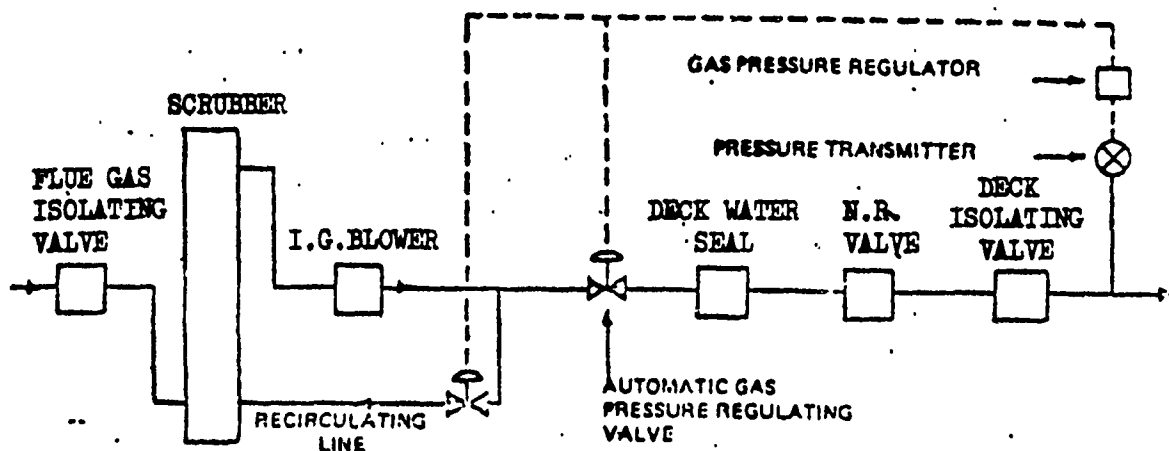 GAS PRESSURE REGULATOR
SCRUBBER
PRESSURE TRANSMITTER
FLUE GAS
ISOLATING
VALVE
I.G.BLOWER
DECK WATER
SEAL
N.R.
VALVE
DECK
ISOLATING
VALVE
AUTOMATIC GAS
PRESSURE REGULATING
VALVE
RECIRCULATING
LINE